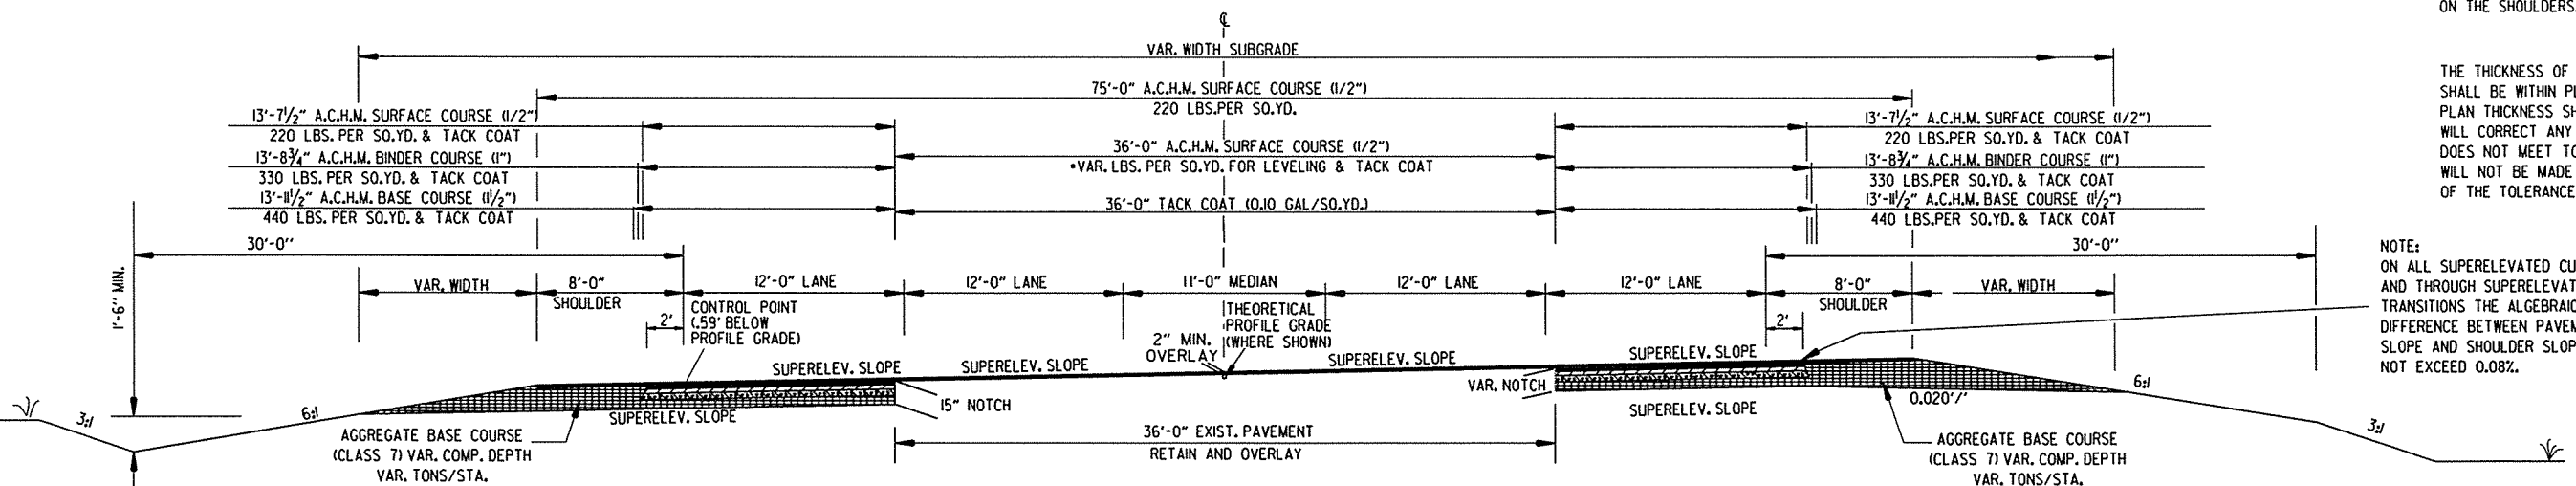 ON THE SHOULDERS.
℄
VAR. WIDTH SUBGRADE
75'-0" A.C.H.M. SURFACE COURSE (1/2")
220 LBS.PER SQ.YD.
13'-7½" A.C.H.M. SURFACE COURSE (1/2")
220 LBS.PER SQ.YD. & TACK COAT
13'-8¾" A.C.H.M. BINDER COURSE (1")
330 LBS. PER SQ.YD. & TACK COAT
13'-11½" A.C.H.M. BASE COURSE (1½")
440 LBS. PER SQ.YD. & TACK COAT
36'-0" A.C.H.M. SURFACE COURSE (1/2")
*VAR. LBS. PER SQ.YD. FOR LEVELING & TACK COAT
36'-0" TACK COAT (0.10 GAL/SQ.YD.)
13'-7½" A.C.H.M. SURFACE COURSE (1/2")
220 LBS.PER SQ.YD. & TACK COAT
13'-8¾" A.C.H.M. BINDER COURSE (1")
330 LBS.PER SQ.YD. & TACK COAT
13'-11½" A.C.H.M. BASE COURSE (1½")
440 LBS.PER SQ.YD. & TACK COAT
THE THICKNESS OF
SHALL BE WITHIN PL
PLAN THICKNESS SH
WILL CORRECT ANY
DOES NOT MEET TO
WILL NOT BE MADE
OF THE TOLERANCE
30'-0"
30'-0"
1'-6" MIN.
VAR. WIDTH
8'-0"
SHOULDER
12'-0" LANE
12'-0" LANE
11'-0" MEDIAN
12'-0" LANE
12'-0" LANE
8'-0"
SHOULDER
VAR. WIDTH
NOTE:
ON ALL SUPERELEVATED CU
AND THROUGH SUPERELEVAT
TRANSITIONS THE ALGEBRAIC
DIFFERENCE BETWEEN PAVEM
SLOPE AND SHOULDER SLOP
NOT EXCEED 0.08%.
2'
CONTROL POINT
(.59' BELOW
PROFILE GRADE)
2" MIN.
OVERLAY
THEORETICAL
PROFILE GRADE
(WHERE SHOWN)
2'
SUPERELEV. SLOPE
SUPERELEV. SLOPE
SUPERELEV. SLOPE
SUPERELEV. SLOPE
3:1
6:1
SUPERELEV. SLOPE
15" NOTCH
VAR. NOTCH
SUPERELEV. SLOPE
0.020'/'
6:1
3:1
AGGREGATE BASE COURSE
(CLASS 7) VAR. COMP. DEPTH
VAR. TONS/STA.
36'-0" EXIST. PAVEMENT
RETAIN AND OVERLAY
AGGREGATE BASE COURSE
(CLASS 7) VAR. COMP. DEPTH
VAR. TONS/STA.